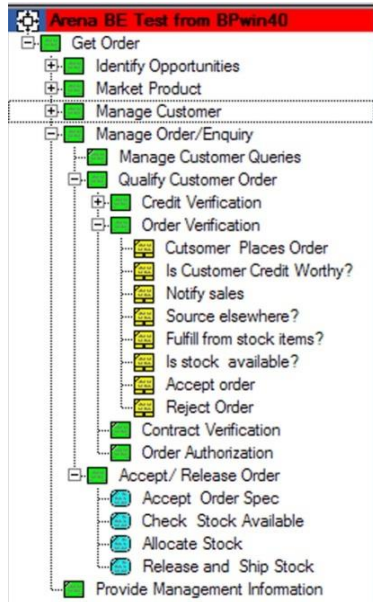 Arena BE Test from BPwin40
Get Order
Identify Opportunities
Market Product
Manage Customer
Manage Order/Enquiry
Manage Customer Queries
Qualify Customer Order
Credit Verification
Order Verification
Cutsomer Places Order
Is Customer Credit Worthy?
Notify sales
Source elsewhere?
Fulfill from stock items?
Is stock available?
Accept order
Reject Order
Contract Verification
Order Authorization
Accept/ Release Order
Accept Order Spec
Check Stock Available
Allocate Stock
Release and Ship Stock
Provide Management Information